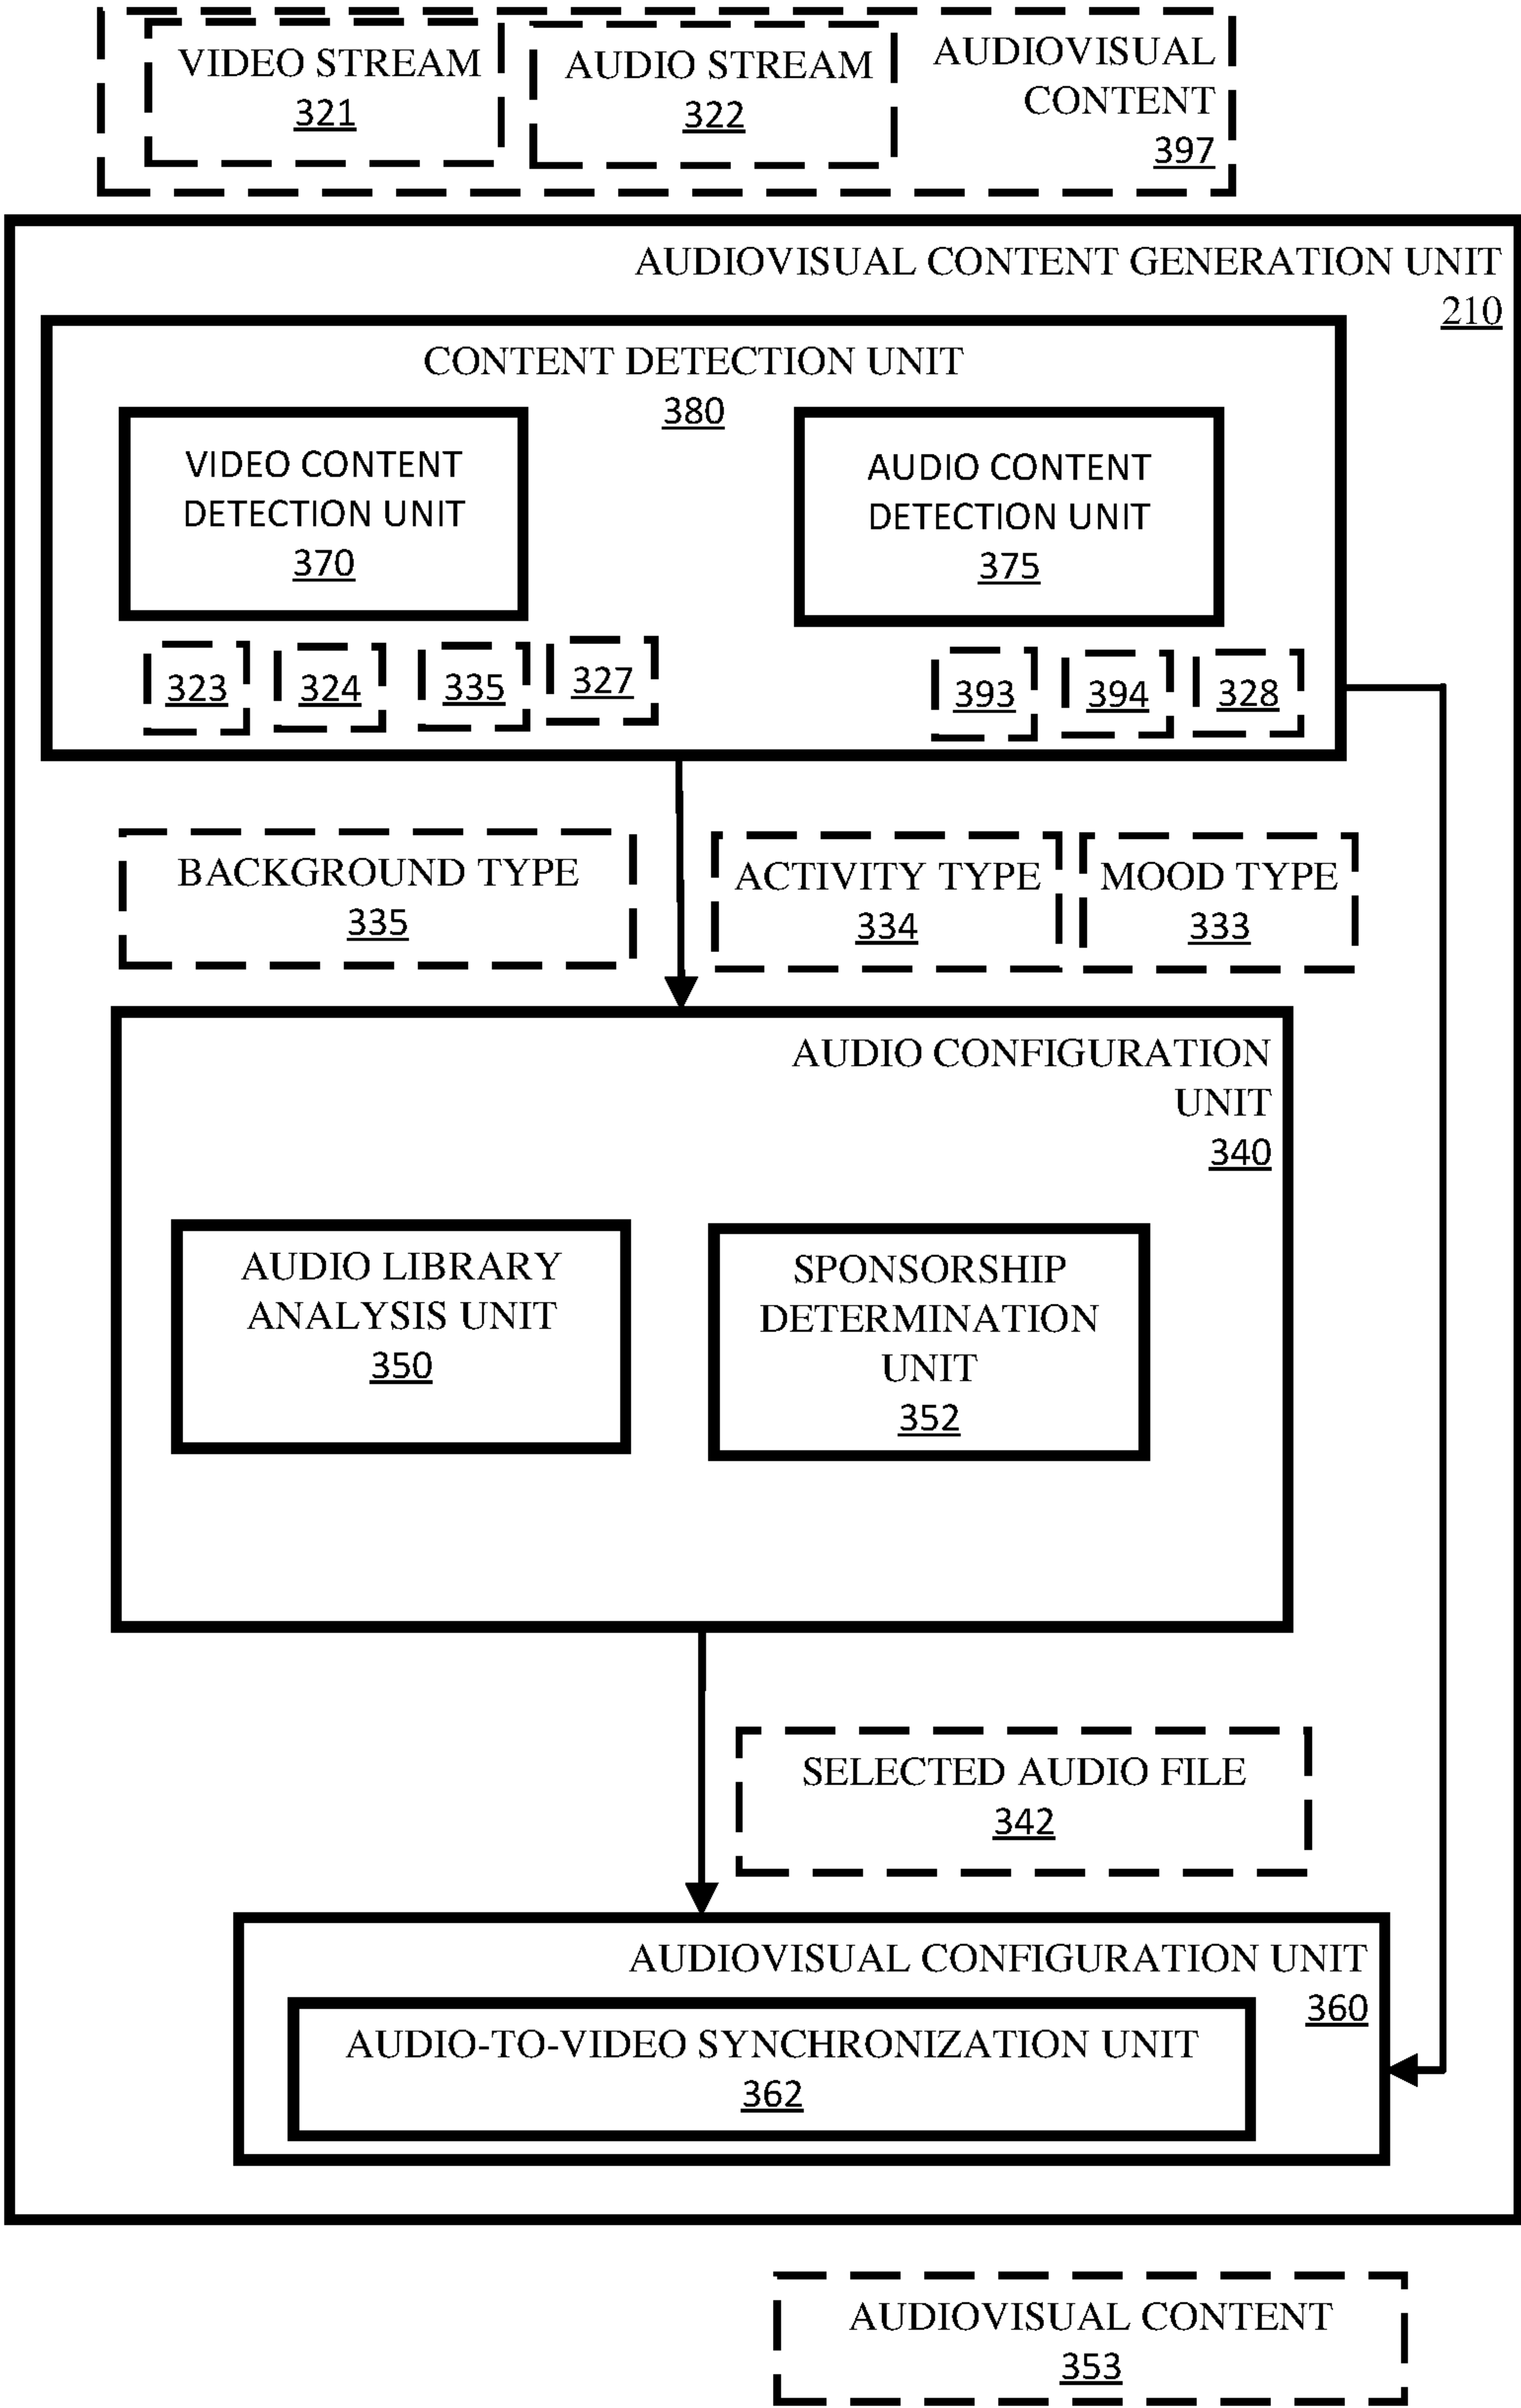 VIDEO STREAM
321
AUDIO STREAM
322
AUDIOVISUAL
CONTENT
397
AUDIOVISUAL CONTENT GENERATION UNIT
210
CONTENT DETECTION UNIT
380
VIDEO CONTENT
DETECTION UNIT
370
AUDIO CONTENT
DETECTION UNIT
375
323
324
335
327
393
394
328
BACKGROUND TYPE
335
ACTIVITY TYPE
334
MOOD TYPE
333
AUDIO CONFIGURATION
UNIT
340
AUDIO LIBRARY
ANALYSIS UNIT
350
SPONSORSHIP
DETERMINATION
UNIT
352
SELECTED AUDIO FILE
342
AUDIOVISUAL CONFIGURATION UNIT
360
AUDIO-TO-VIDEO SYNCHRONIZATION UNIT
362
AUDIOVISUAL CONTENT
353